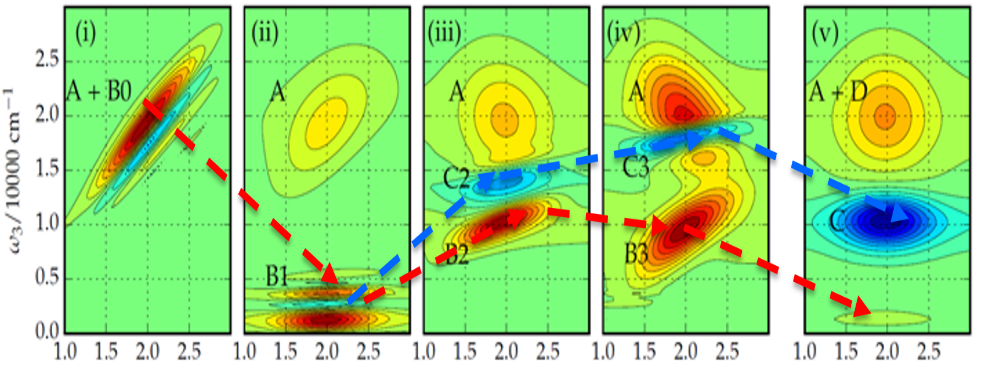 (i) (ii) (iii) (iv) (v)
ω₃/10000 cm⁻¹
2.5
2.0
1.5
1.0
0.5
0.0
A + B0 A A A A + D
C2 C3
B1 B2 B3 C
1.0 1.5 2.0 2.5 1.0 1.5 2.0 2.5 1.0 1.5 2.0 2.5 1.0 1.5 2.0 2.5 1.0 1.5 2.0 2.5